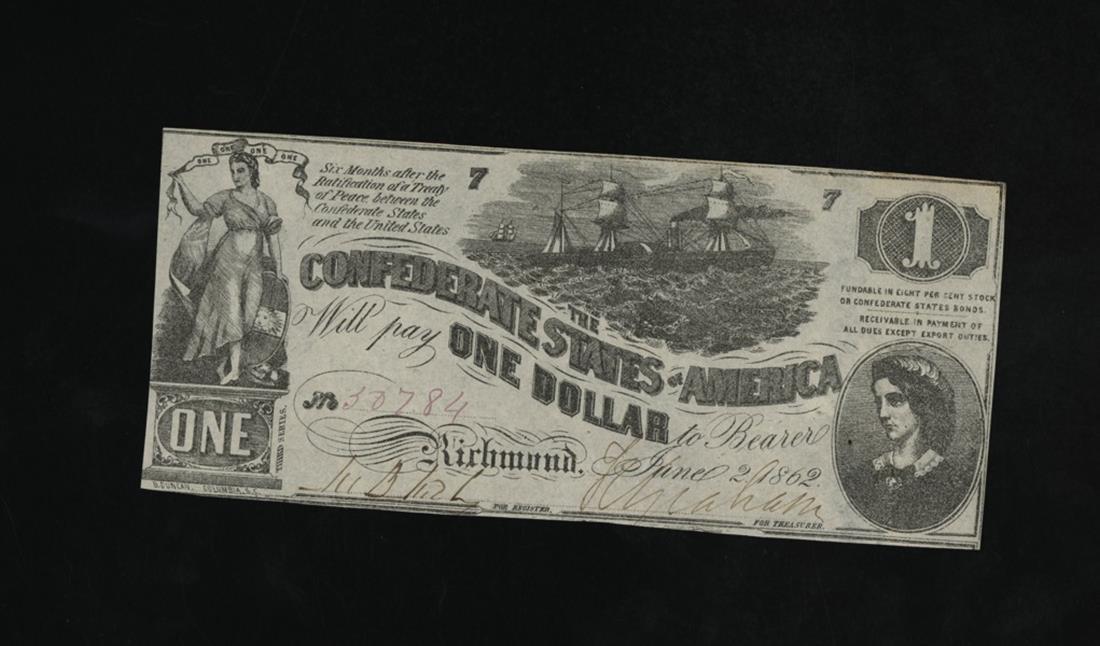 ONE ONE ONE ONE
Six Months after the
Ratification of a Treaty
of Peace between the
Confederate States
and the United States
7
7
1
FUNDABLE IN EIGHT PER CENT STOCK
OR CONFEDERATE STATES BONDS.
RECEIVABLE IN PAYMENT OF
ALL DUES EXCEPT EXPORT DUTIES.
THE
CONFEDERATE STATES OF AMERICA
Will pay ONE DOLLAR to Bearer
No 50784
Richmond, June 2 1862.
ONE
THIRD SERIES.
B. DUNCAN, COLUMBIA, S.C.
FOR REGISTER.
Graham
FOR TREASURER.